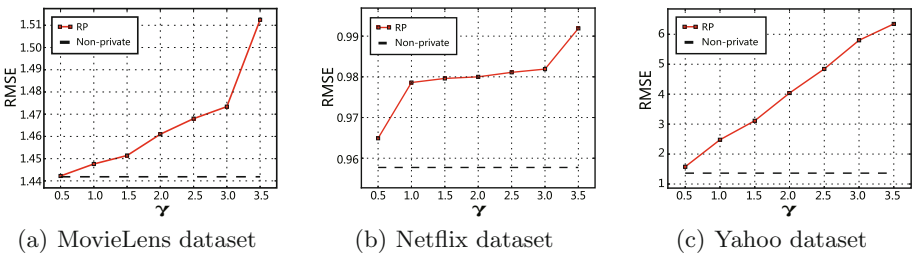 1.51
1.50
1.49
1.48
1.47
1.46
1.45
1.44
RMSE
RP
Non-private
0.5 1.0 1.5 2.0 2.5 3.0 3.5
γ
(a) MovieLens dataset
0.99
0.98
0.97
0.96
RMSE
RP
Non-private
0.5 1.0 1.5 2.0 2.5 3.0 3.5
γ
(b) Netflix dataset
6
5
4
3
2
1
RMSE
RP
Non-private
0.5 1.0 1.5 2.0 2.5 3.0 3.5
γ
(c) Yahoo dataset